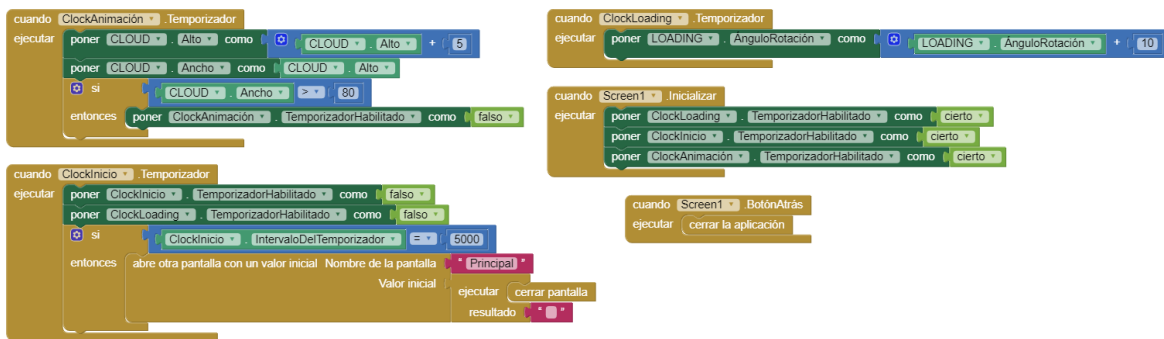 cuando ClockAnimación .Temporizador
ejecutar poner CLOUD . Alto como CLOUD . Alto + 5
poner CLOUD . Ancho como CLOUD . Alto
si CLOUD . Ancho > 80
entonces poner ClockAnimación . TemporizadorHabilitado como falso
cuando ClockInicio .Temporizador
ejecutar poner ClockInicio . TemporizadorHabilitado como falso
poner ClockLoading . TemporizadorHabilitado como falso
si ClockInicio . IntervaloDelTemporizador = 5000
entonces abre otra pantalla con un valor inicial Nombre de la pantalla " Principal "
Valor inicial ejecutar cerrar pantalla
resultado " "
cuando ClockLoading .Temporizador
ejecutar poner LOADING . ÁnguloRotación como LOADING . ÁnguloRotación + 10
cuando Screen1 .Inicializar
ejecutar poner ClockLoading . TemporizadorHabilitado como cierto
poner ClockInicio . TemporizadorHabilitado como cierto
poner ClockAnimación . TemporizadorHabilitado como cierto
cuando Screen1 .BotónAtrás
ejecutar cerrar la aplicación